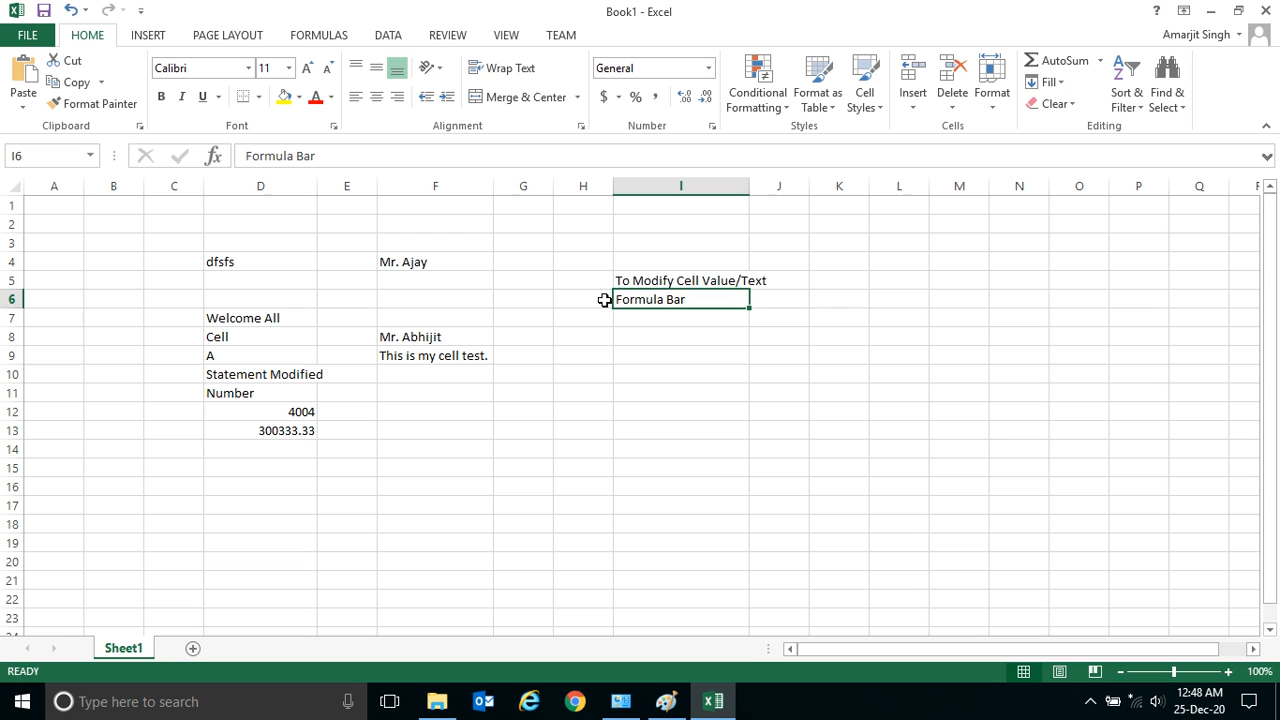 Book1 - Excel
?
FILE HOME INSERT PAGE LAYOUT FORMULAS DATA REVIEW VIEW TEAM Amarjit Singh
Paste Cut Copy Format Painter
Calibri 11 B I U A A A
Wrap Text
Merge & Center
General
$ %
Conditional Formatting Format as Table Cell Styles
Insert Delete Format
AutoSum Fill Clear Sort & Filter Find & Select
Clipboard Font Alignment Number Styles Cells Editing
I6 fx Formula Bar
A B C D E F G H I J K L M N O P Q
1
2
3
4 dfsfs Mr. Ajay
5 To Modify Cell Value/Text
6 Formula Bar
7 Welcome All
8 Cell Mr. Abhijit
9 A This is my cell test.
10 Statement Modified
11 Number
12 4004
13 300333.33
14
15
16
17
18
19
20
21
22
23
Sheet1
READY 100%
Type here to search 12:48 AM
25-Dec-20